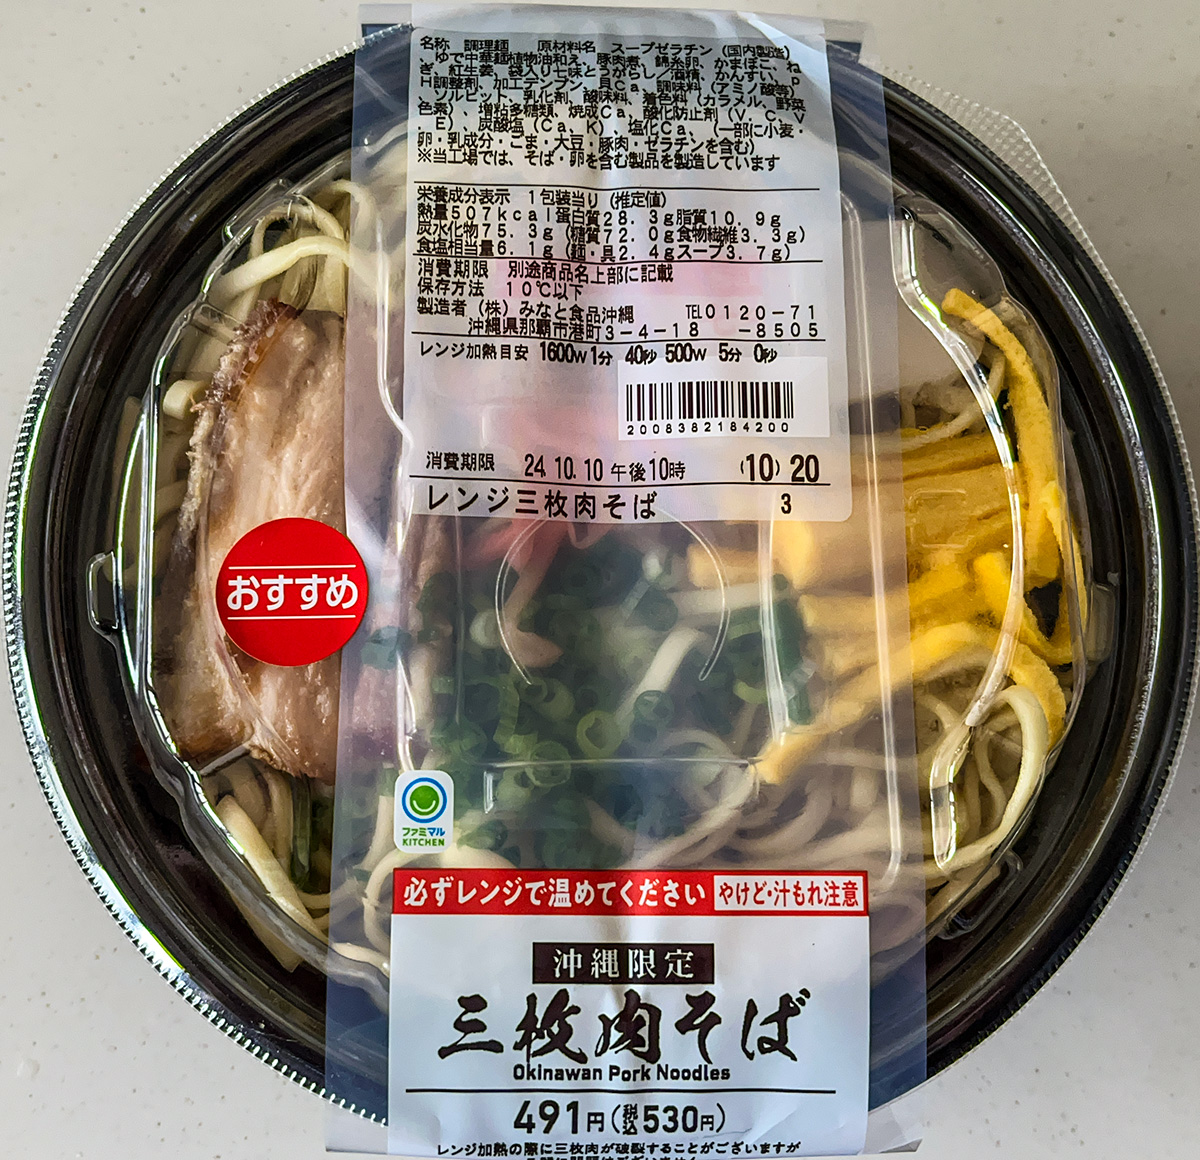 名称 調理麺 原材料名 スープゼラチン（国内製造）
、ゆで中華麺植物油和え、豚肉煮、錦糸卵、かまぼこ、ね
ぎ、紅生姜、袋入り七味とうがらし／酒精、かんすい、ｐ
Ｈ調整剤、加工デンプン、貝Ｃａ、調味料（アミノ酸等）
、ソルビット、乳化剤、酸味料、着色料（カラメル、野菜
色素）、増粘多糖類、焼成Ｃａ、酸化防止剤（Ｖ．Ｃ、Ｖ
．Ｅ）、炭酸塩（Ｃａ、Ｋ）、塩化Ｃａ、（一部に小麦・
卵・乳成分・ごま・大豆・豚肉・ゼラチンを含む）
※当工場では、そば・卵を含む製品を製造しています
栄養成分表示 １包装当り（推定値）
熱量５０７ｋｃａｌ蛋白質２８．３ｇ脂質１０．９ｇ
炭水化物７５．３ｇ（糖質７２．０ｇ食物繊維３．３ｇ）
食塩相当量６．１ｇ（麺・具２．４ｇスープ３．７ｇ）
消費期限 別途商品名上部に記載
保存方法 １０℃以下
製造者（株）みなと食品沖縄 TEL０１２０－７１
沖縄県那覇市港町３－４－１８ －８５０５
レンジ加熱目安 1600w 1分 40秒 500w 5分 0秒
2008382184200
消費期限 24.10.10午後10時 (10) 20
レンジ三枚肉そば 3
おすすめ
ファミマル
KITCHEN
必ずレンジで温めてください やけど・汁もれ注意
沖縄限定
三枚肉そば
Okinawan Pork Noodles
491円(税込530円)
レンジ加熱の際に三枚肉が破裂することがございますが